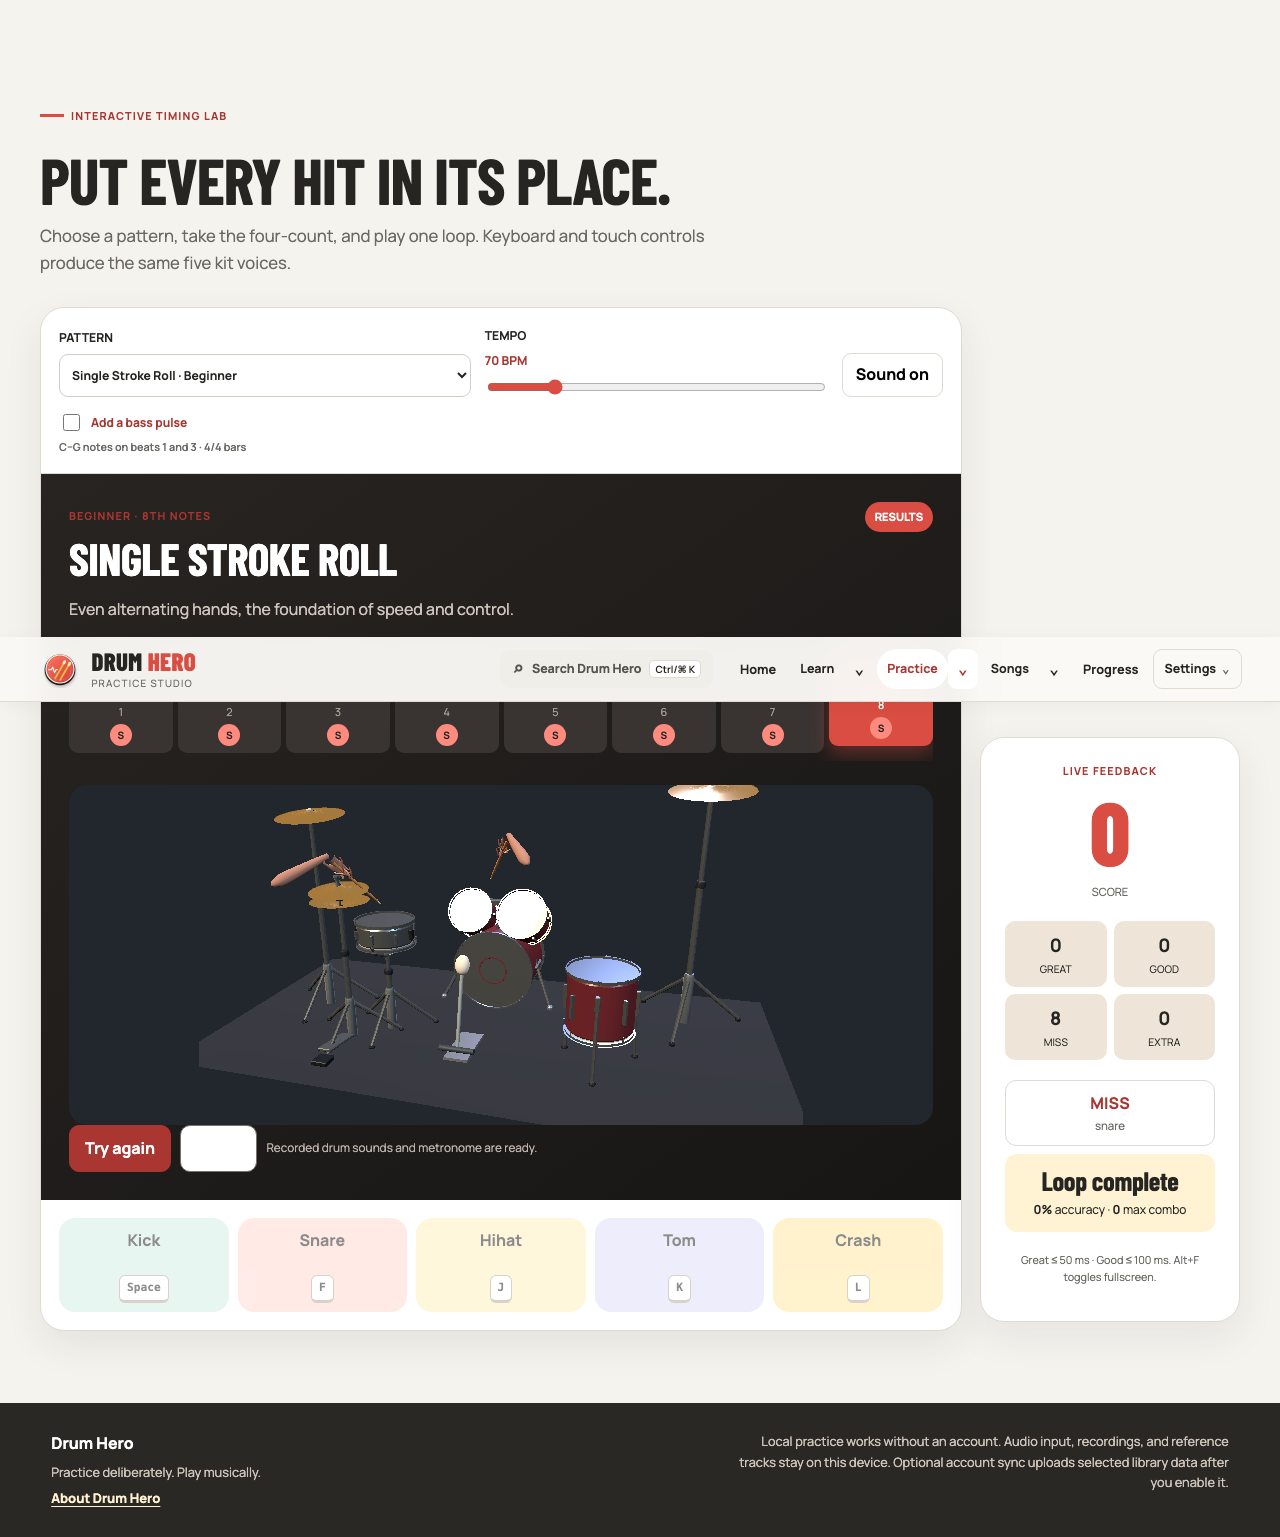 INTERACTIVE TIMING LAB
PUT EVERY HIT IN ITS PLACE.
Choose a pattern, take the four-count, and play one loop. Keyboard and touch controls
produce the same five kit voices.
PATTERN
Single Stroke Roll · Beginner
TEMPO
70 BPM
Sound on
Add a bass pulse
C–G notes on beats 1 and 3 · 4/4 bars
BEGINNER · 8TH NOTES
RESULTS
SINGLE STROKE ROLL
Even alternating hands, the foundation of speed and control.
DRUM HERO
PRACTICE STUDIO
Search Drum Hero Ctrl/⌘ K
Home
Learn
Practice
Songs
Progress
Settings
1 2 3 4 5 6 7 8
S S S S S S S S
Try again
Recorded drum sounds and metronome are ready.
Kick
Space
Snare
F
Hihat
J
Tom
K
Crash
L
LIVE FEEDBACK
0
SCORE
0
GREAT
0
GOOD
8
MISS
0
EXTRA
MISS
snare
Loop complete
0% accuracy · 0 max combo
Great ≤ 50 ms · Good ≤ 100 ms. Alt+F
toggles fullscreen.
Drum Hero
Practice deliberately. Play musically.
About Drum Hero
Local practice works without an account. Audio input, recordings, and reference
tracks stay on this device. Optional account sync uploads selected library data after
you enable it.